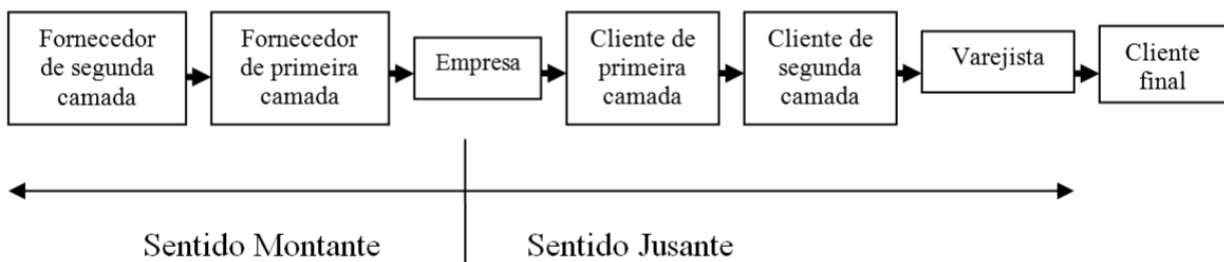 Fornecedor
de segunda
camada
Fornecedor
de primeira
camada
Empresa
Cliente de
primeira
camada
Cliente de
segunda
camada
Varejista
Cliente
final
Sentido Montante
Sentido Jusante